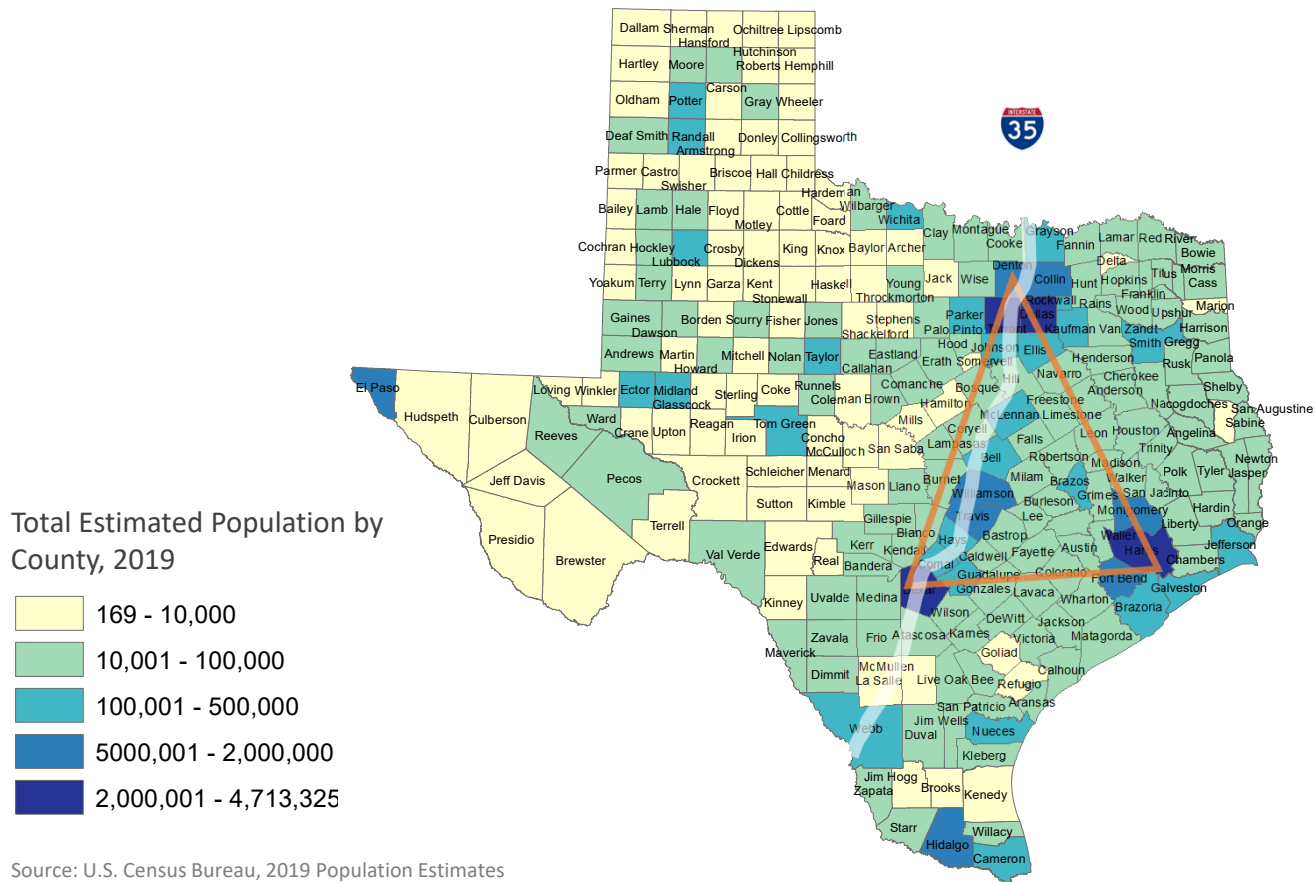 Dallam Sherman Ochiltree Lipscomb
Hansford
Hutchinson
Hartley Moore Roberts Hemphill
Carson
Oldham Potter Gray Wheeler
INTERSTATE
35
Deaf Smith Randall Donley Collingsworth
Armstrong
Parmer Castro Briscoe Hall Childress
Swisher
Hardeman
Bailey Lamb Hale Floyd Cottle Wilbarger
Motley Foard Wichita
Clay Montague Grayson
Cooke Fannin Lamar Red River
Cochran Hockley Crosby King Knox Baylor Archer Bowie
Lubbock Dickens Delta
Denton Collin Titus Morris
Yoakum Terry Lynn Garza Kent Haskell Young Jack Wise Hunt Hopkins Cass
Stonewall Throckmorton Franklin
Rockwall Rains Wood Upshur Marion
Gaines Borden Scurry Fisher Jones Stephens Parker Dallas
Dawson Shackelford Palo Pinto Tarrant Kaufman Van Zandt Harrison
Smith Gregg
Andrews Martin Mitchell Nolan Taylor Eastland Hood Johnson Ellis
Howard Callahan Erath Somervell Henderson Rusk Panola
Navarro Cherokee
El Paso Loving Winkler Ector Midland Sterling Coke Runnels Comanche Bosque Hill Anderson Shelby
Glasscock Coleman Brown Hamilton Freestone Nacogdoches
Hudspeth Culberson Ward Mills McLennan Limestone San Augustine
Crane Upton Reagan Irion Tom Green Concho Coryell Leon Houston Angelina Sabine
Reeves McCulloch San Saba Lampasas Falls Trinity
Bell Robertson Madison Newton
Jeff Davis Pecos Crockett Schleicher Menard Mason Llano Burnet Milam Brazos Walker Polk Tyler Jasper
Sutton Kimble Williamson Burleson Grimes San Jacinto
Travis Lee Montgomery Hardin
Total Estimated Population by
County, 2019
Presidio Brewster Terrell Gillespie Blanco Hays Bastrop Liberty Orange
Val Verde Edwards Kerr Kendall Caldwell Fayette Austin Waller Harris Jefferson
Real Bandera Comal Chambers
Guadalupe Colorado Fort Bend
Kinney Uvalde Medina Bexar Gonzales Lavaca Galveston
Wilson Wharton Brazoria
169 - 10,000
DeWitt Jackson
Zavala Frio Atascosa Karnes Victoria Matagorda
Maverick Goliad
10,001 - 100,000
Dimmit McMullen Calhoun
La Salle Live Oak Bee Refugio
Aransas
100,001 - 500,000
San Patricio
Webb Jim Wells Nueces
Duval
5000,001 - 2,000,000
Kleberg
Jim Hogg
Zapata Brooks Kenedy
2,000,001 - 4,713,325
Starr Willacy
Hidalgo
Cameron
Source: U.S. Census Bureau, 2019 Population Estimates